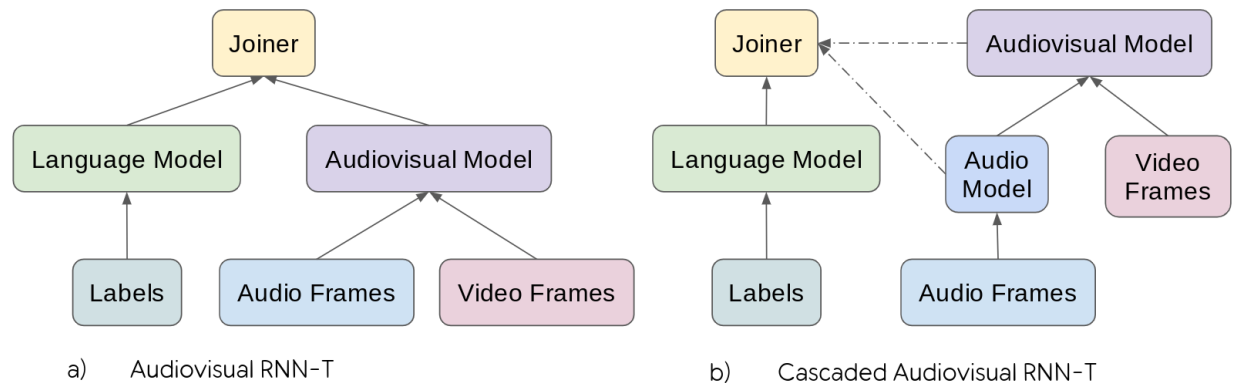 Joiner
Language Model
Audiovisual Model
Labels
Audio Frames
Video Frames
a) Audiovisual RNN-T
Joiner
Audiovisual Model
Language Model
Audio
Model
Video
Frames
Labels
Audio Frames
b) Cascaded Audiovisual RNN-T